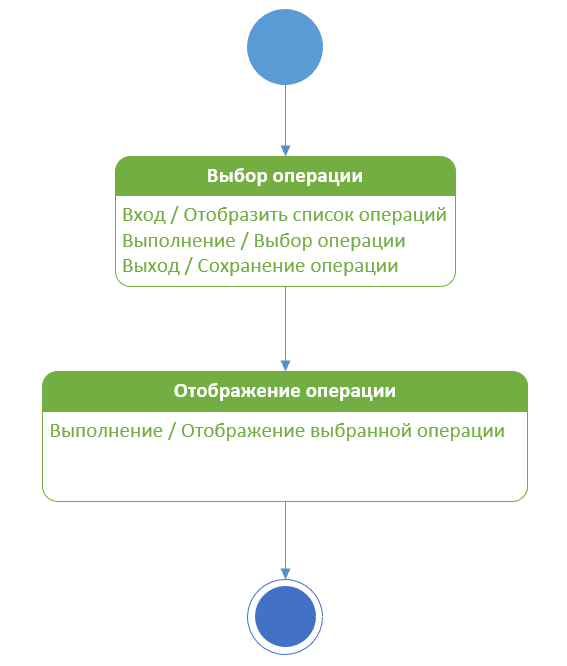 Выбор операции
Вход / Отобразить список операций
Выполнение / Выбор операции
Выход / Сохранение операции
Отображение операции
Выполнение / Отображение выбранной операции